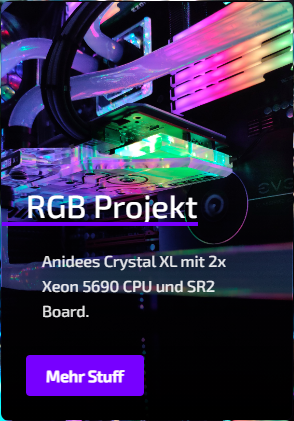 RGB Projekt
Anidees Crystal XL mit 2x
Xeon 5690 CPU und SR2
Board.
Mehr Stuff